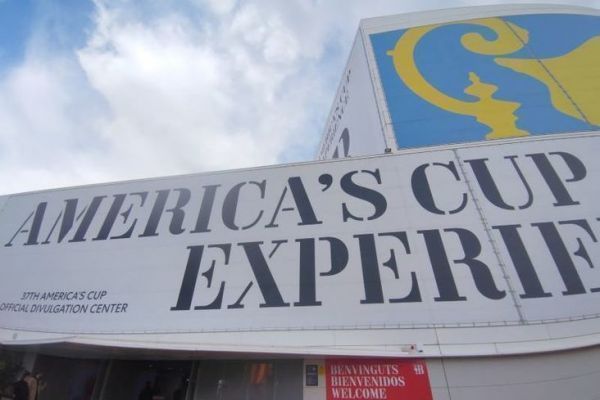 AMERICA'S CUP
EXPERIE
37TH AMERICA'S CUP
OFFICIAL DIVULGATION CENTER
BENVINGUTS
BIENVENIDOS
WELCOME